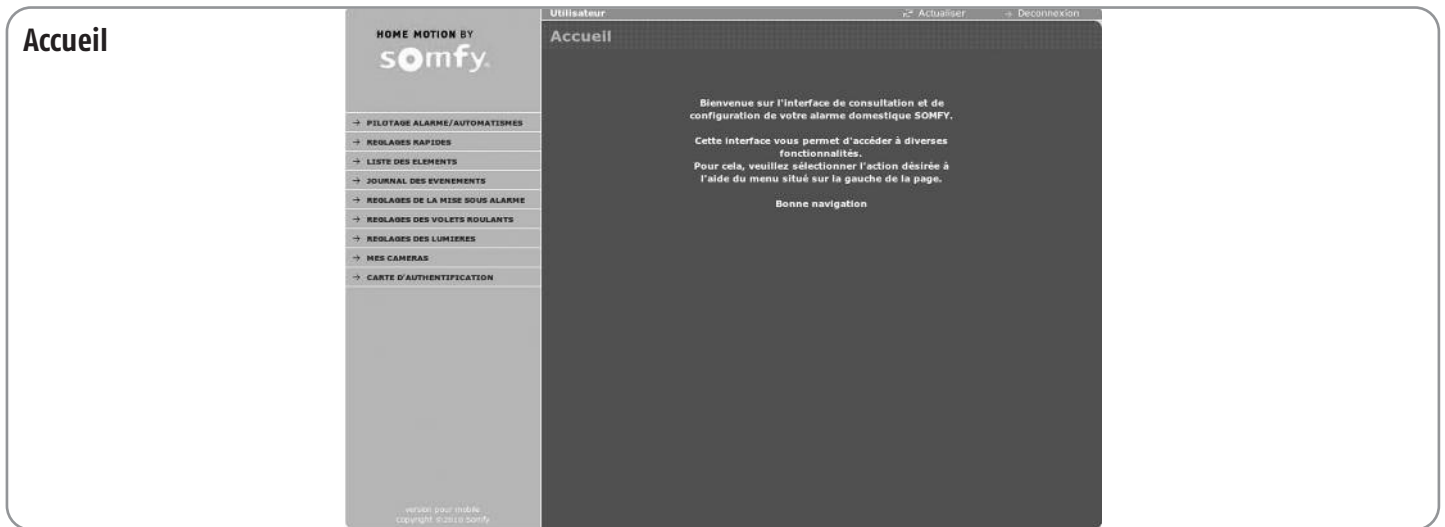 Accueil
HOME MOTION BY
somfy.
Utilisateur
Actualiser
→ Deconnexion
Accueil
→ PILOTAGE ALARME/AUTOMATISMES
→ REGLAGES RAPIDES
→ LISTE DES ELEMENTS
→ JOURNAL DES EVENEMENTS
→ REGLAGES DE LA MISE SOUS ALARME
→ REGLAGES DES VOLETS ROULANTS
→ REGLAGES DES LUMIERES
→ MES CAMERAS
→ CARTE D'AUTHENTIFICATION
Bienvenue sur l'interface de consultation et de
configuration de votre alarme domestique SOMFY.
Cette interface vous permet d'accéder à diverses
fonctionnalités.
Pour cela, veuillez sélectionner l'action désirée à
l'aide du menu situé sur la gauche de la page.
Bonne navigation
version pour mobile
Copyright ©2010 Somfy